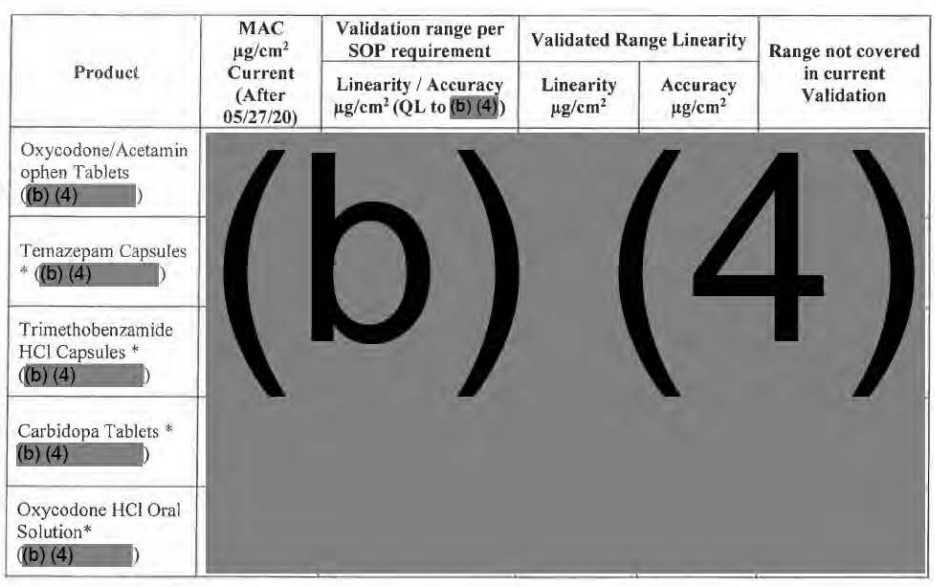 Product
MAC
µg/cm²
Current
(After
05/27/20)
Validation range per
SOP requirement
Linearity / Accuracy
µg/cm² (QL to (b) (4))
Validated Range Linearity
Linearity
µg/cm²
Accuracy
µg/cm²
Range not covered
in current
Validation
Oxycodone/Acetamin
ophen Tablets
((b) (4) )
Temazepam Capsules
* ((b) (4) )
Trimethobenzamide
HCl Capsules *
((b) (4) )
Carbidopa Tablets *
(b) (4) )
Oxycodone HCl Oral
Solution*
((b) (4) )
(b) (4)